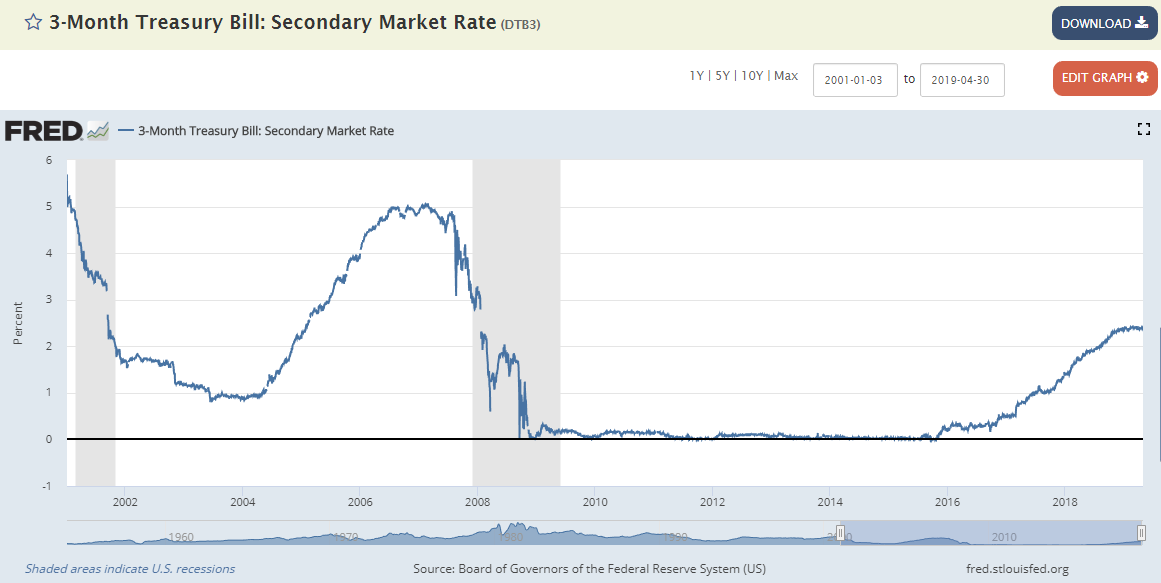 3-Month Treasury Bill: Secondary Market Rate (DTB3)
DOWNLOAD
1Y | 5Y | 10Y | Max
2001-01-03 to 2019-04-30
EDIT GRAPH
FRED
3-Month Treasury Bill: Secondary Market Rate
Percent
6
5
4
3
2
1
0
-1
2002 2004 2006 2008 2010 2012 2014 2016 2018
1960 1970 1980 1990 2010
Shaded areas indicate U.S. recessions
Source: Board of Governors of the Federal Reserve System (US)
fred.stlouisfed.org